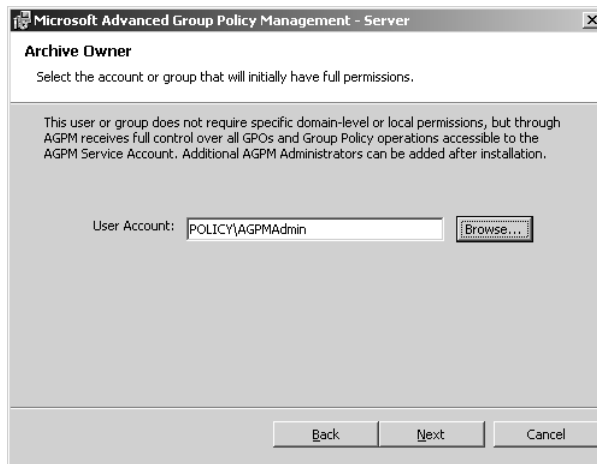 Microsoft Advanced Group Policy Management - Server
Archive Owner
Select the account or group that will initially have full permissions.
This user or group does not require specific domain-level or local permissions, but through
AGPM receives full control over all GPOs and Group Policy operations accessible to the
AGPM Service Account. Additional AGPM Administrators can be added after installation.
User Account: POLICY\AGPMAdmin Browse...
Back Next Cancel